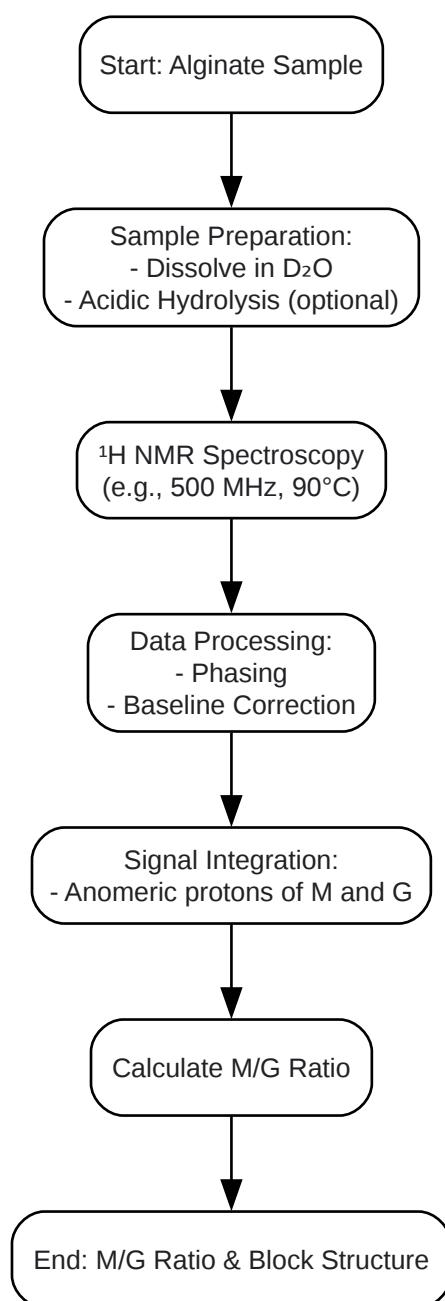 Start: Alginate Sample
Sample Preparation:
- Dissolve in D₂O
- Acidic Hydrolysis (optional)
¹H NMR Spectroscopy
(e.g., 500 MHz, 90°C)
Data Processing:
- Phasing
- Baseline Correction
Signal Integration:
- Anomeric protons of M and G
Calculate M/G Ratio
End: M/G Ratio & Block Structure